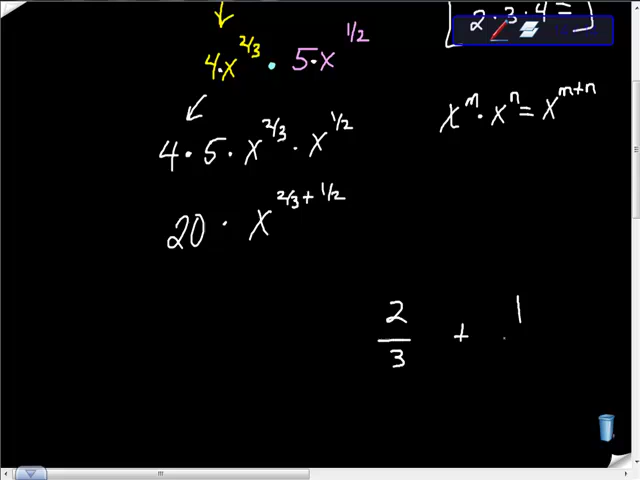 2 · 3 · 4 =
4·x^{2/3} · 5·x^{1/2}
x^m · x^n = x^{m+n}
4 · 5 · x^{2/3} · x^{1/2}
20 · x^{2/3 + 1/2}
2/3 + 1